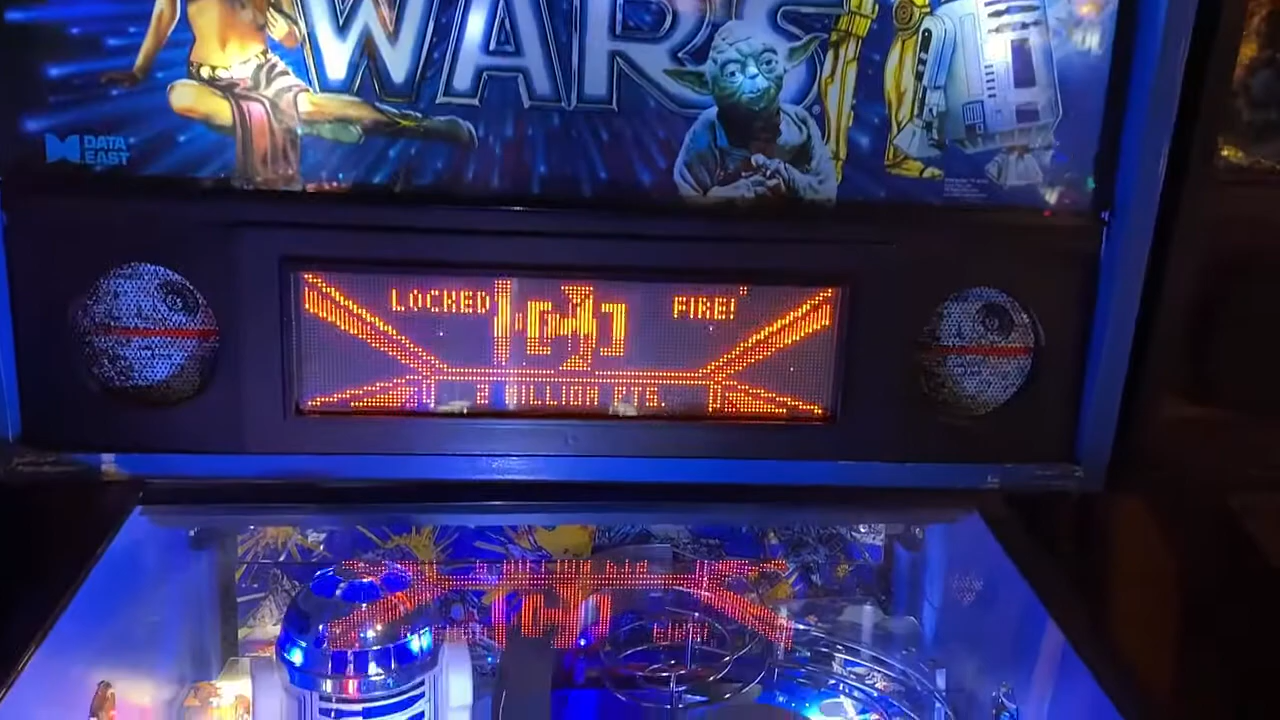 WARS
DATA
EAST
LOCKED
FIRE!
MILLION PTS.